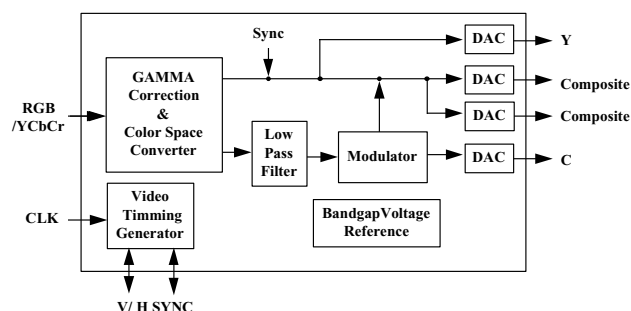 Sync
DAC
Y
GAMMA
Correction
&
Color Space
Converter
DAC
Composite
RGB
/YCbCr
DAC
Composite
Low
Pass
Filter
Modulator
DAC
C
Video
Timming
Generator
CLK
BandgapVoltage
Reference
V/ H SYNC